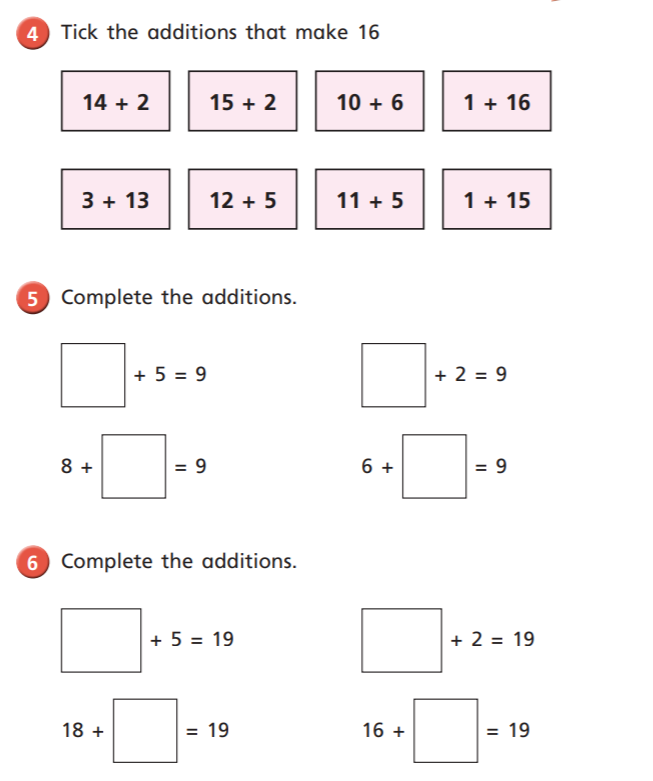 4 Tick the additions that make 16
14 + 2 15 + 2 10 + 6 1 + 16
3 + 13 12 + 5 11 + 5 1 + 15
5 Complete the additions.
+ 5 = 9 + 2 = 9
8 + = 9 6 + = 9
6 Complete the additions.
+ 5 = 19 + 2 = 19
18 + = 19 16 + = 19